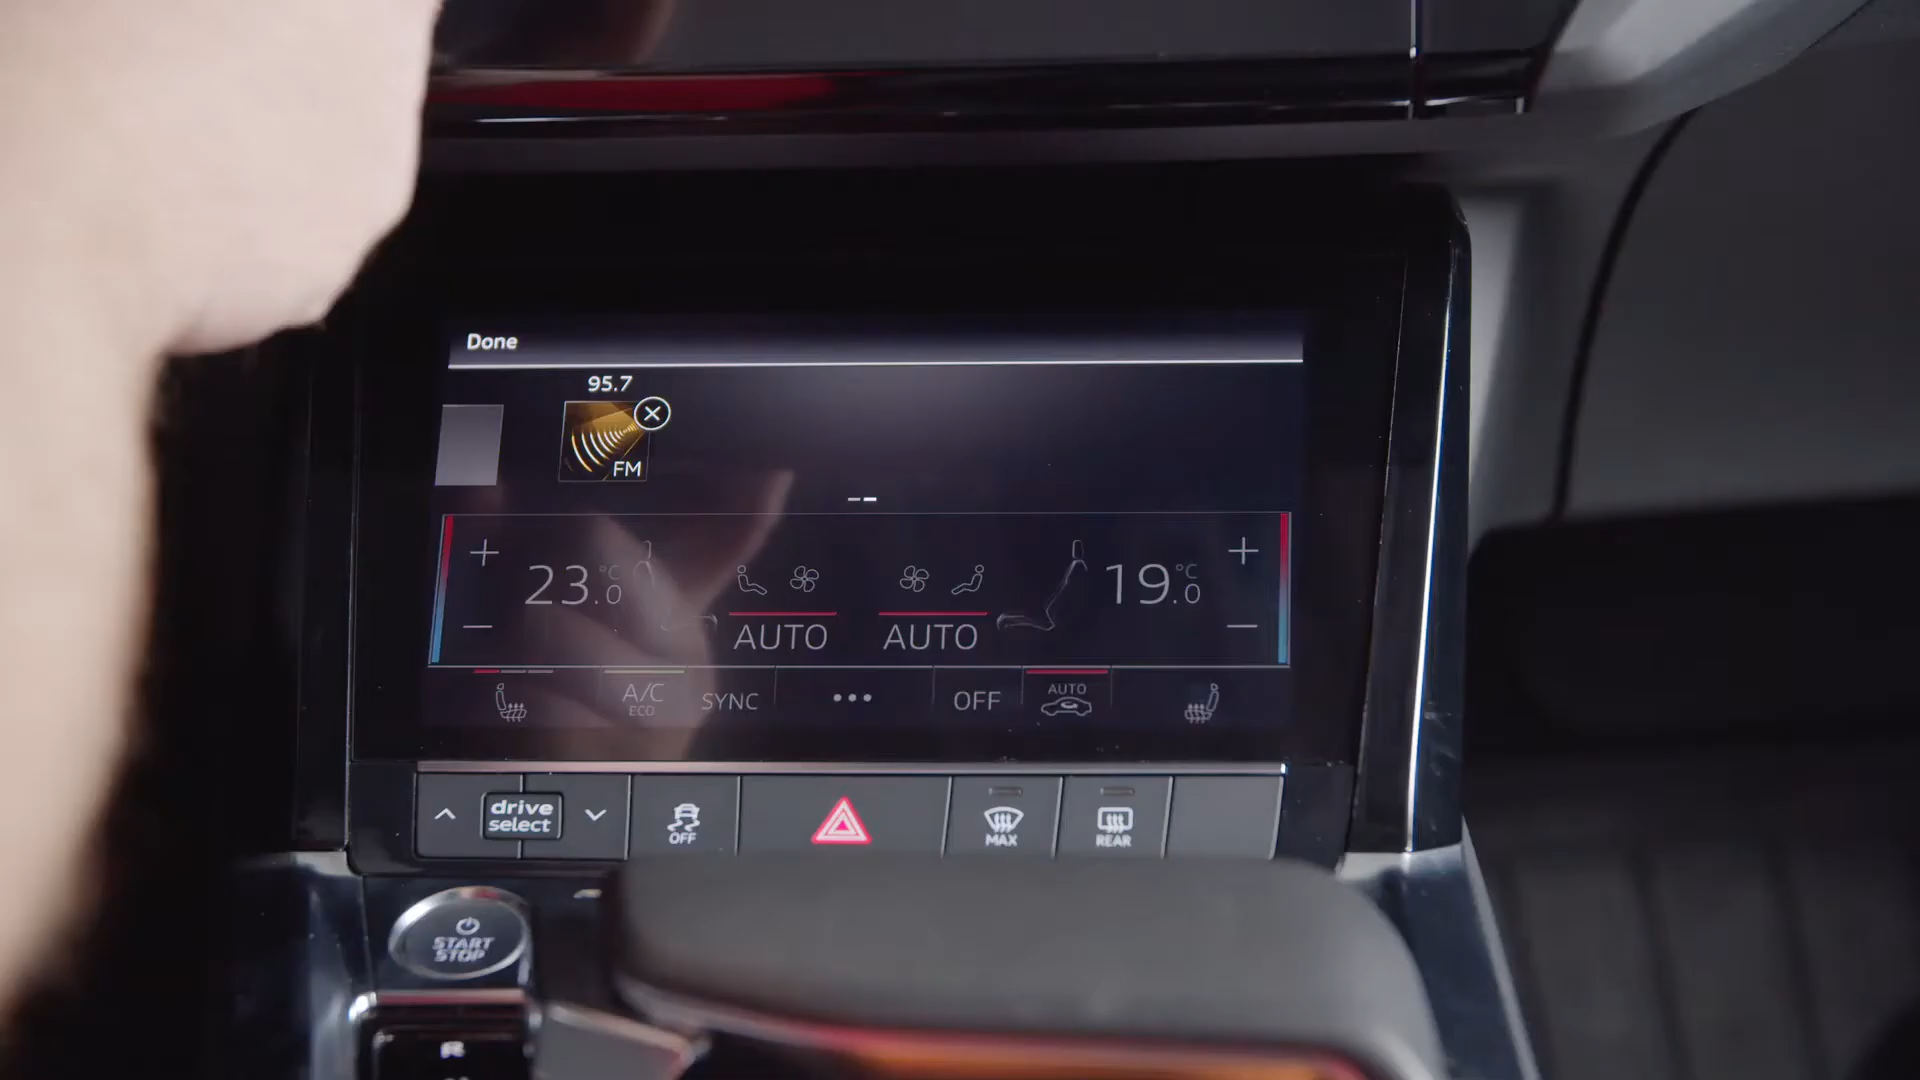 Done
95.7
FM
23.0 °C
19.0 °C
AUTO
AUTO
A/C
ECO
SYNC
OFF
AUTO
drive
select
OFF
MAX
REAR
START
STOP